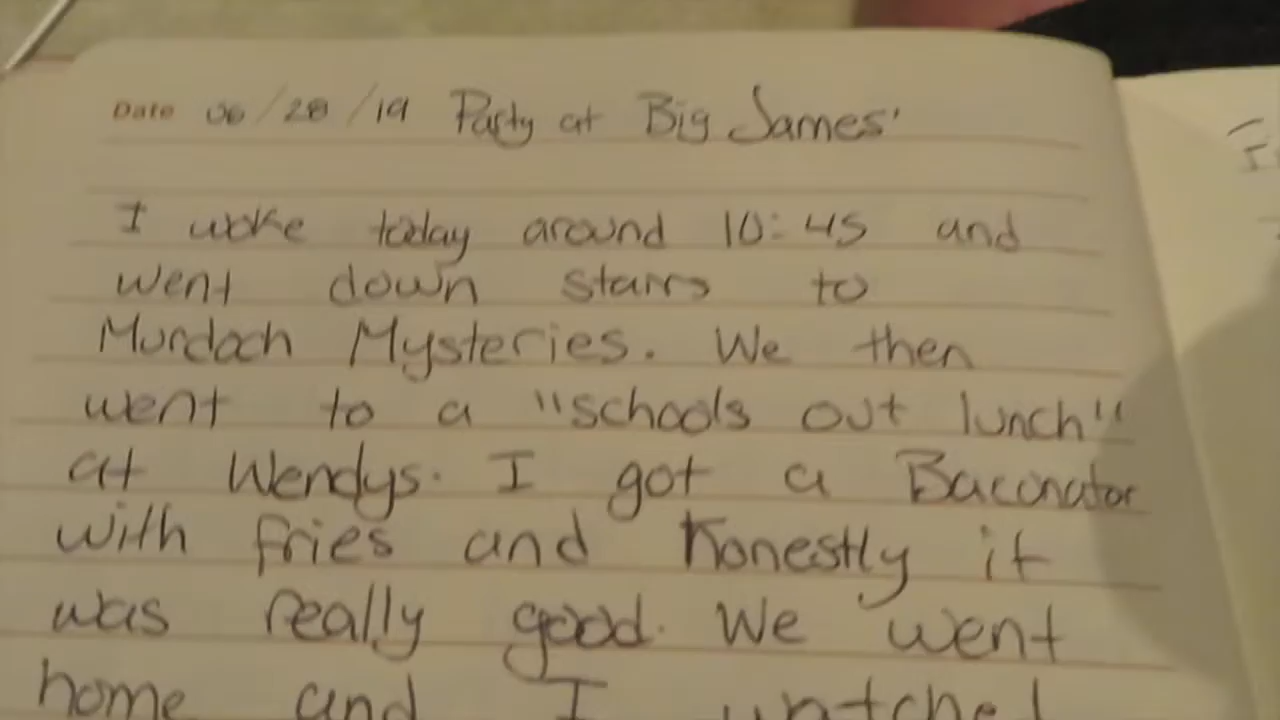 Date 06/28/19 Party at Big James'
I woke today around 10:45 and
went down stairs to
Murdoch Mysteries. We then
went to a "schools out lunch"
at Wendys. I got a Baconator
with fries and honestly it
was really good. We went
home and I watched